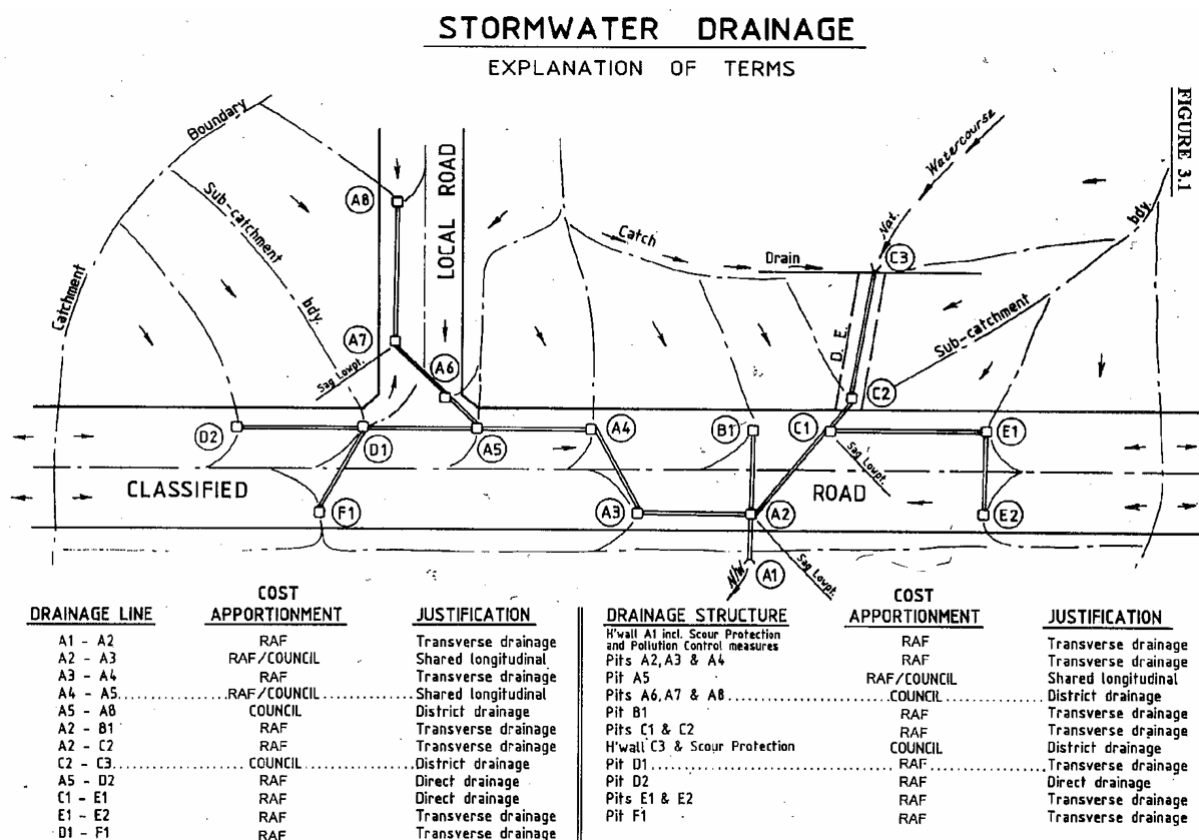 STORMWATER DRAINAGE
EXPLANATION OF TERMS
FIGURE 3.1
Boundary
Catchment
Sub-catchment
bdy.
A8
LOCAL ROAD
A7
Sag Lowpt.
A6
Catch
Drain
Watercourse
Nat.
C3
bdy.
Sub-catchment
D. E.
C2
D2
D1
A5
A4
B1
C1
E1
Sag Lowpt.
CLASSIFIED
ROAD
F1
A3
A2
E2
A1
N/W
Sag Lowpt.
DRAINAGE LINE COST APPORTIONMENT JUSTIFICATION
A1 - A2 RAF Transverse drainage
A2 - A3 RAF/COUNCIL Shared longitudinal
A3 - A4 RAF Transverse drainage
A4 - A5 RAF/COUNCIL Shared longitudinal
A5 - A8 COUNCIL District drainage
A2 - B1 RAF Transverse drainage
A2 - C2 RAF Transverse drainage
C2 - C3 COUNCIL District drainage
A5 - D2 RAF Direct drainage
C1 - E1 RAF Direct drainage
E1 - E2 RAF Transverse drainage
D1 - F1 RAF Transverse drainage
DRAINAGE STRUCTURE COST APPORTIONMENT JUSTIFICATION
H'wall A1 incl. Scour Protection
and Pollution Control measures RAF Transverse drainage
Pits A2,A3 & A4 RAF Transverse drainage
Pit A5 RAF/COUNCIL Shared longitudinal
Pits A6,A7 & A8 COUNCIL District drainage
Pit B1 RAF Transverse drainage
Pits C1 & C2 RAF Transverse drainage
H'wall C3 & Scour Protection COUNCIL District drainage
Pit D1 RAF Transverse drainage
Pit D2 RAF Direct drainage
Pits E1 & E2 RAF Transverse drainage
Pit F1 RAF Transverse drainage